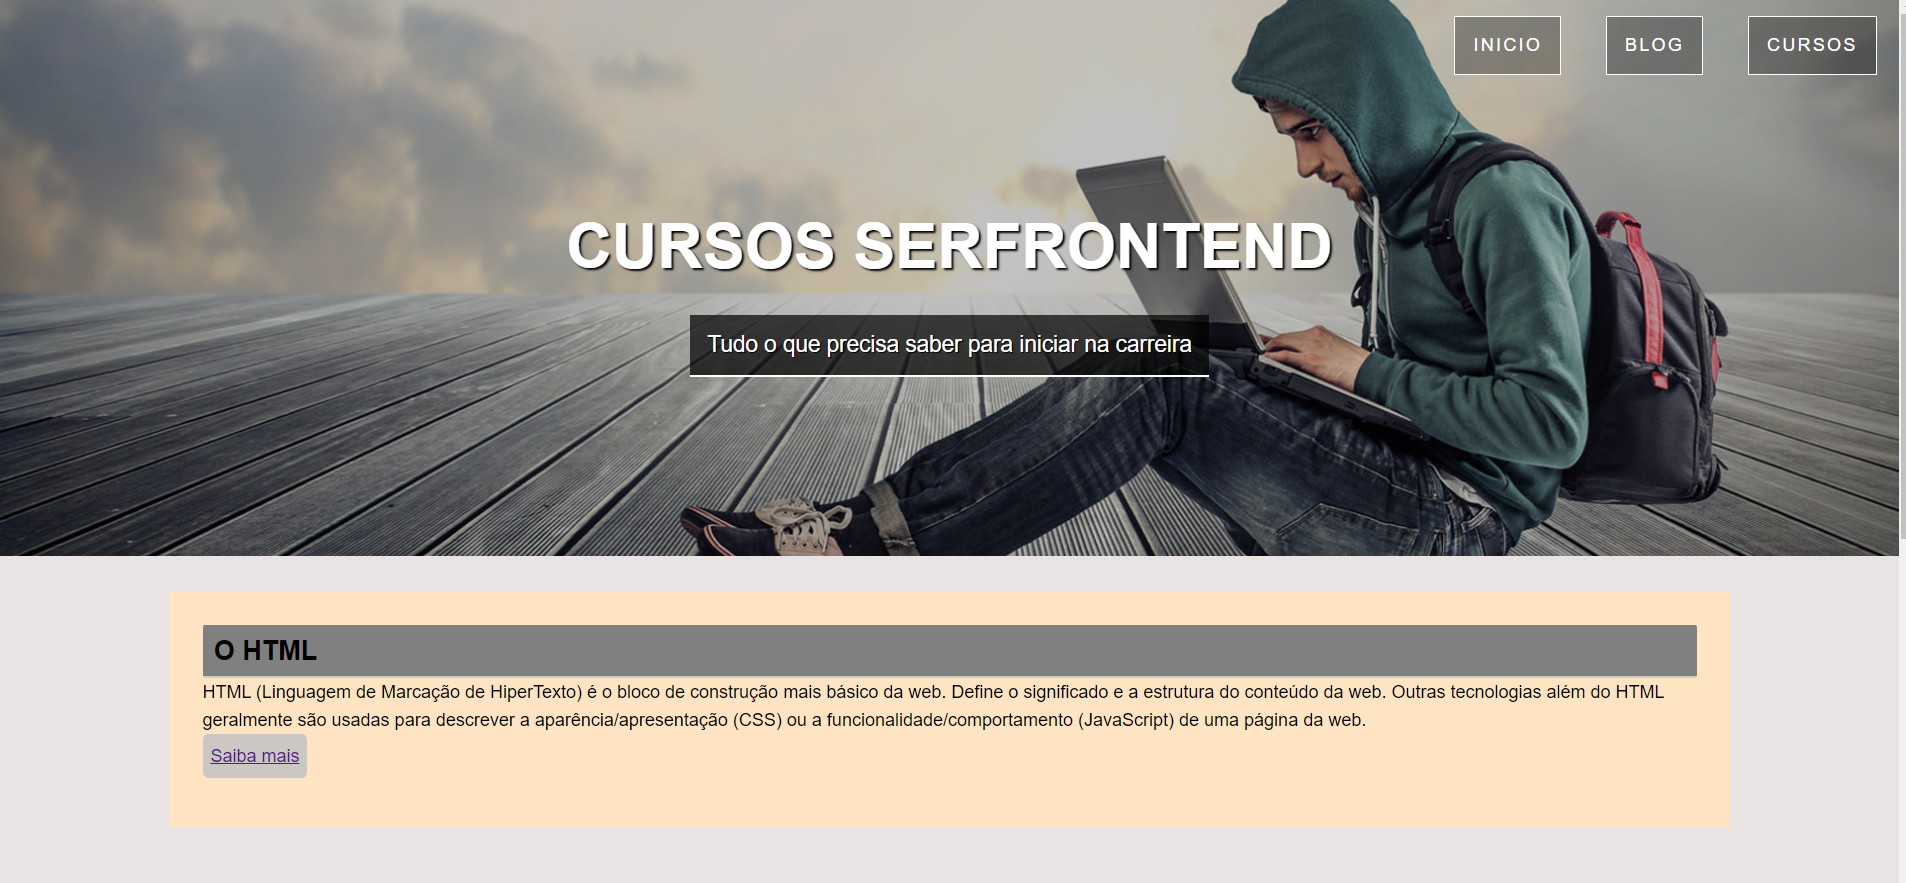 INICIO BLOG CURSOS
CURSOS SERFRONTEND
Tudo o que precisa saber para iniciar na carreira
O HTML
HTML (Linguagem de Marcação de HiperTexto) é o bloco de construção mais básico da web. Define o significado e a estrutura do conteúdo da web. Outras tecnologias além do HTML
geralmente são usadas para descrever a aparência/apresentação (CSS) ou a funcionalidade/comportamento (JavaScript) de uma página da web.
Saiba mais